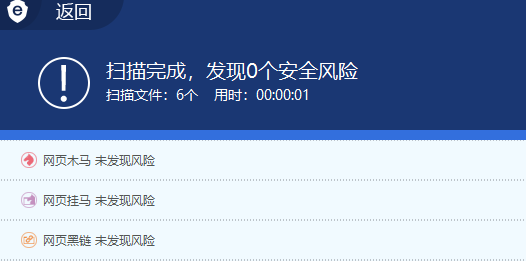 返回
扫描完成，发现0个安全风险
扫描文件：6个 用时：00:00:01
网页木马 未发现风险
网页挂马 未发现风险
网页黑链 未发现风险